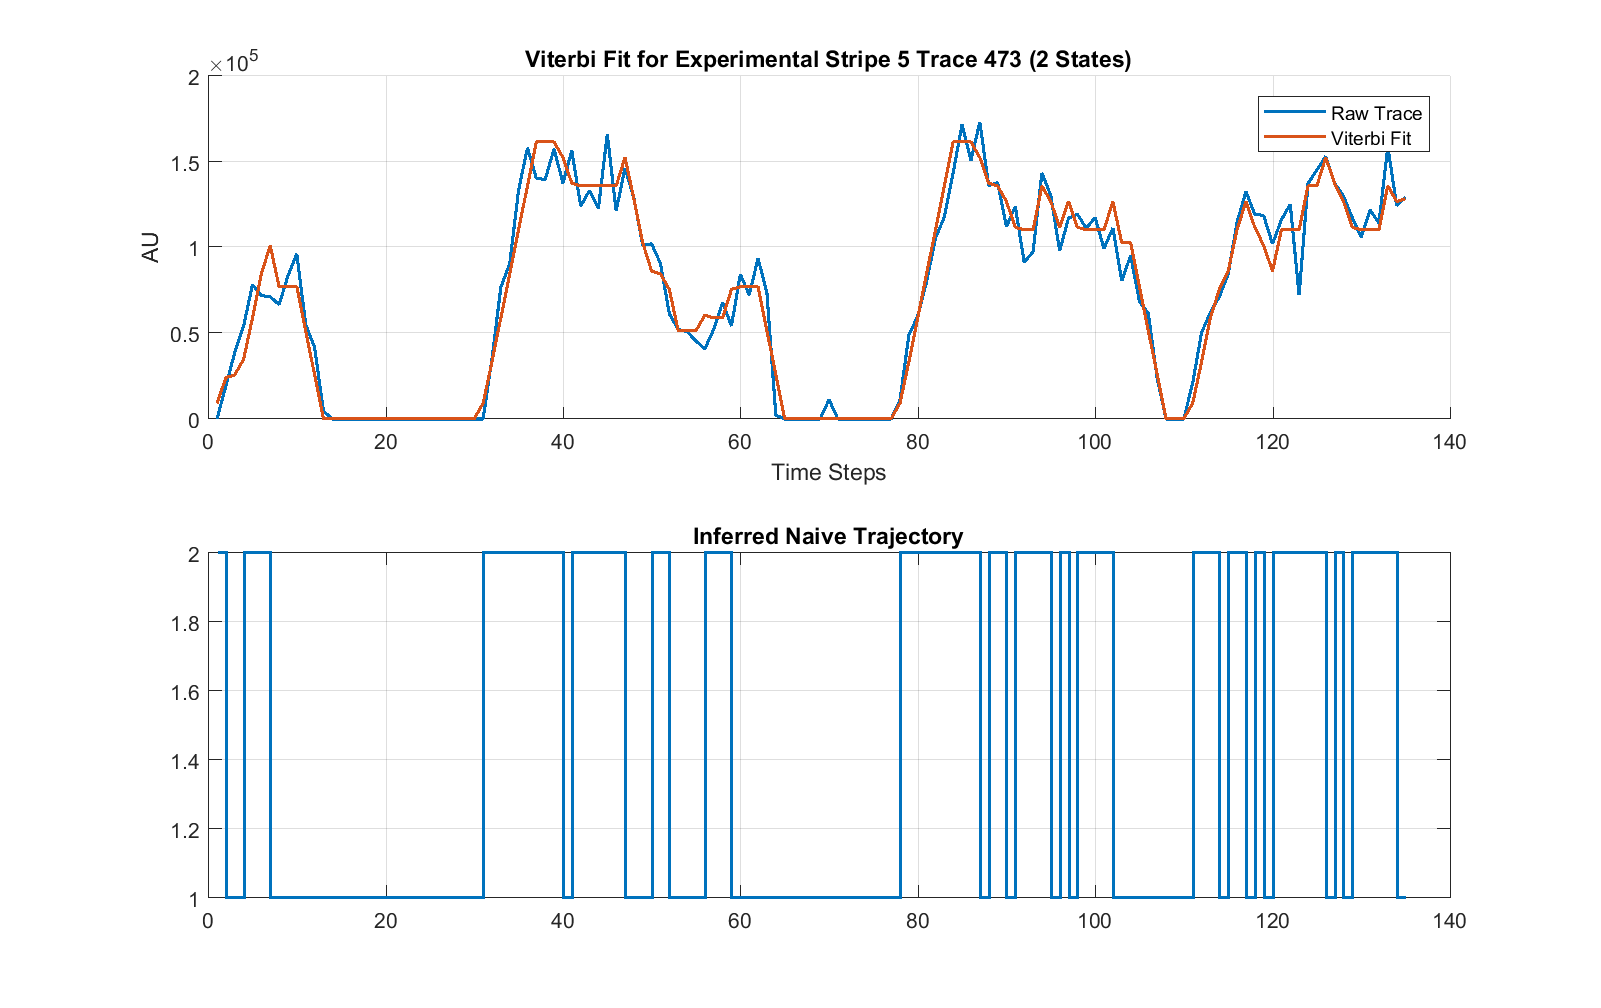 Viterbi Fit for Experimental Stripe 5 Trace 473 (2 States)
×10^5
2
1.5
1
0.5
0
AU
Raw Trace
Viterbi Fit
0 20 40 60 80 100 120 140
Time Steps
Inferred Naive Trajectory
2
1.8
1.6
1.4
1.2
1
0 20 40 60 80 100 120 140